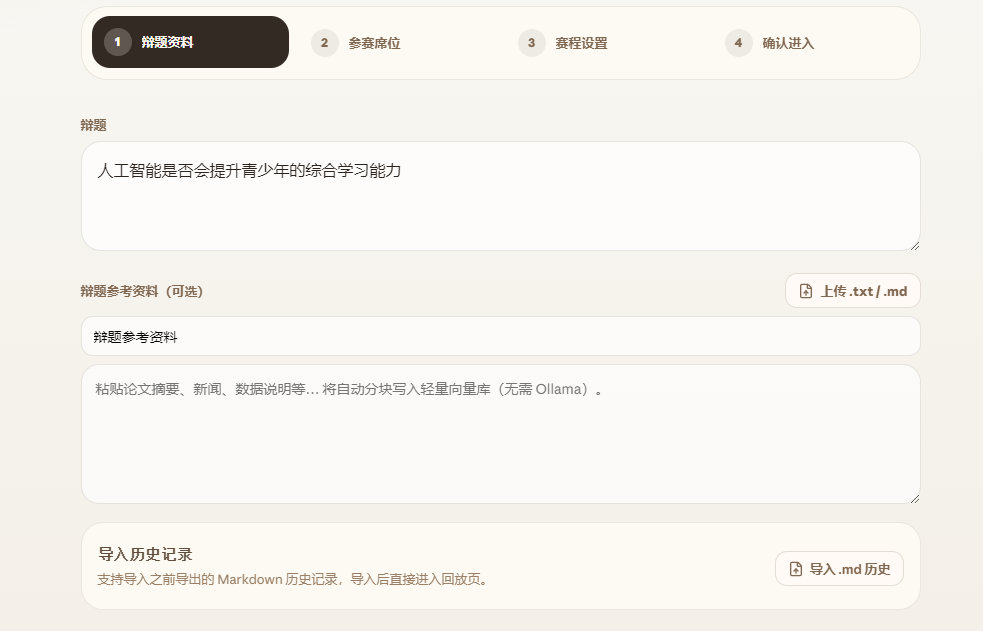 1 辩题资料 2 参赛席位 3 赛程设置 4 确认进入
辩题
人工智能是否会提升青少年的综合学习能力
辩题参考资料（可选） 上传 .txt / .md
辩题参考资料
粘贴论文摘要、新闻、数据说明等… 将自动分块写入轻量向量库（无需 Ollama）。
导入历史记录
支持导入之前导出的 Markdown 历史记录，导入后直接进入回放页。
导入 .md 历史